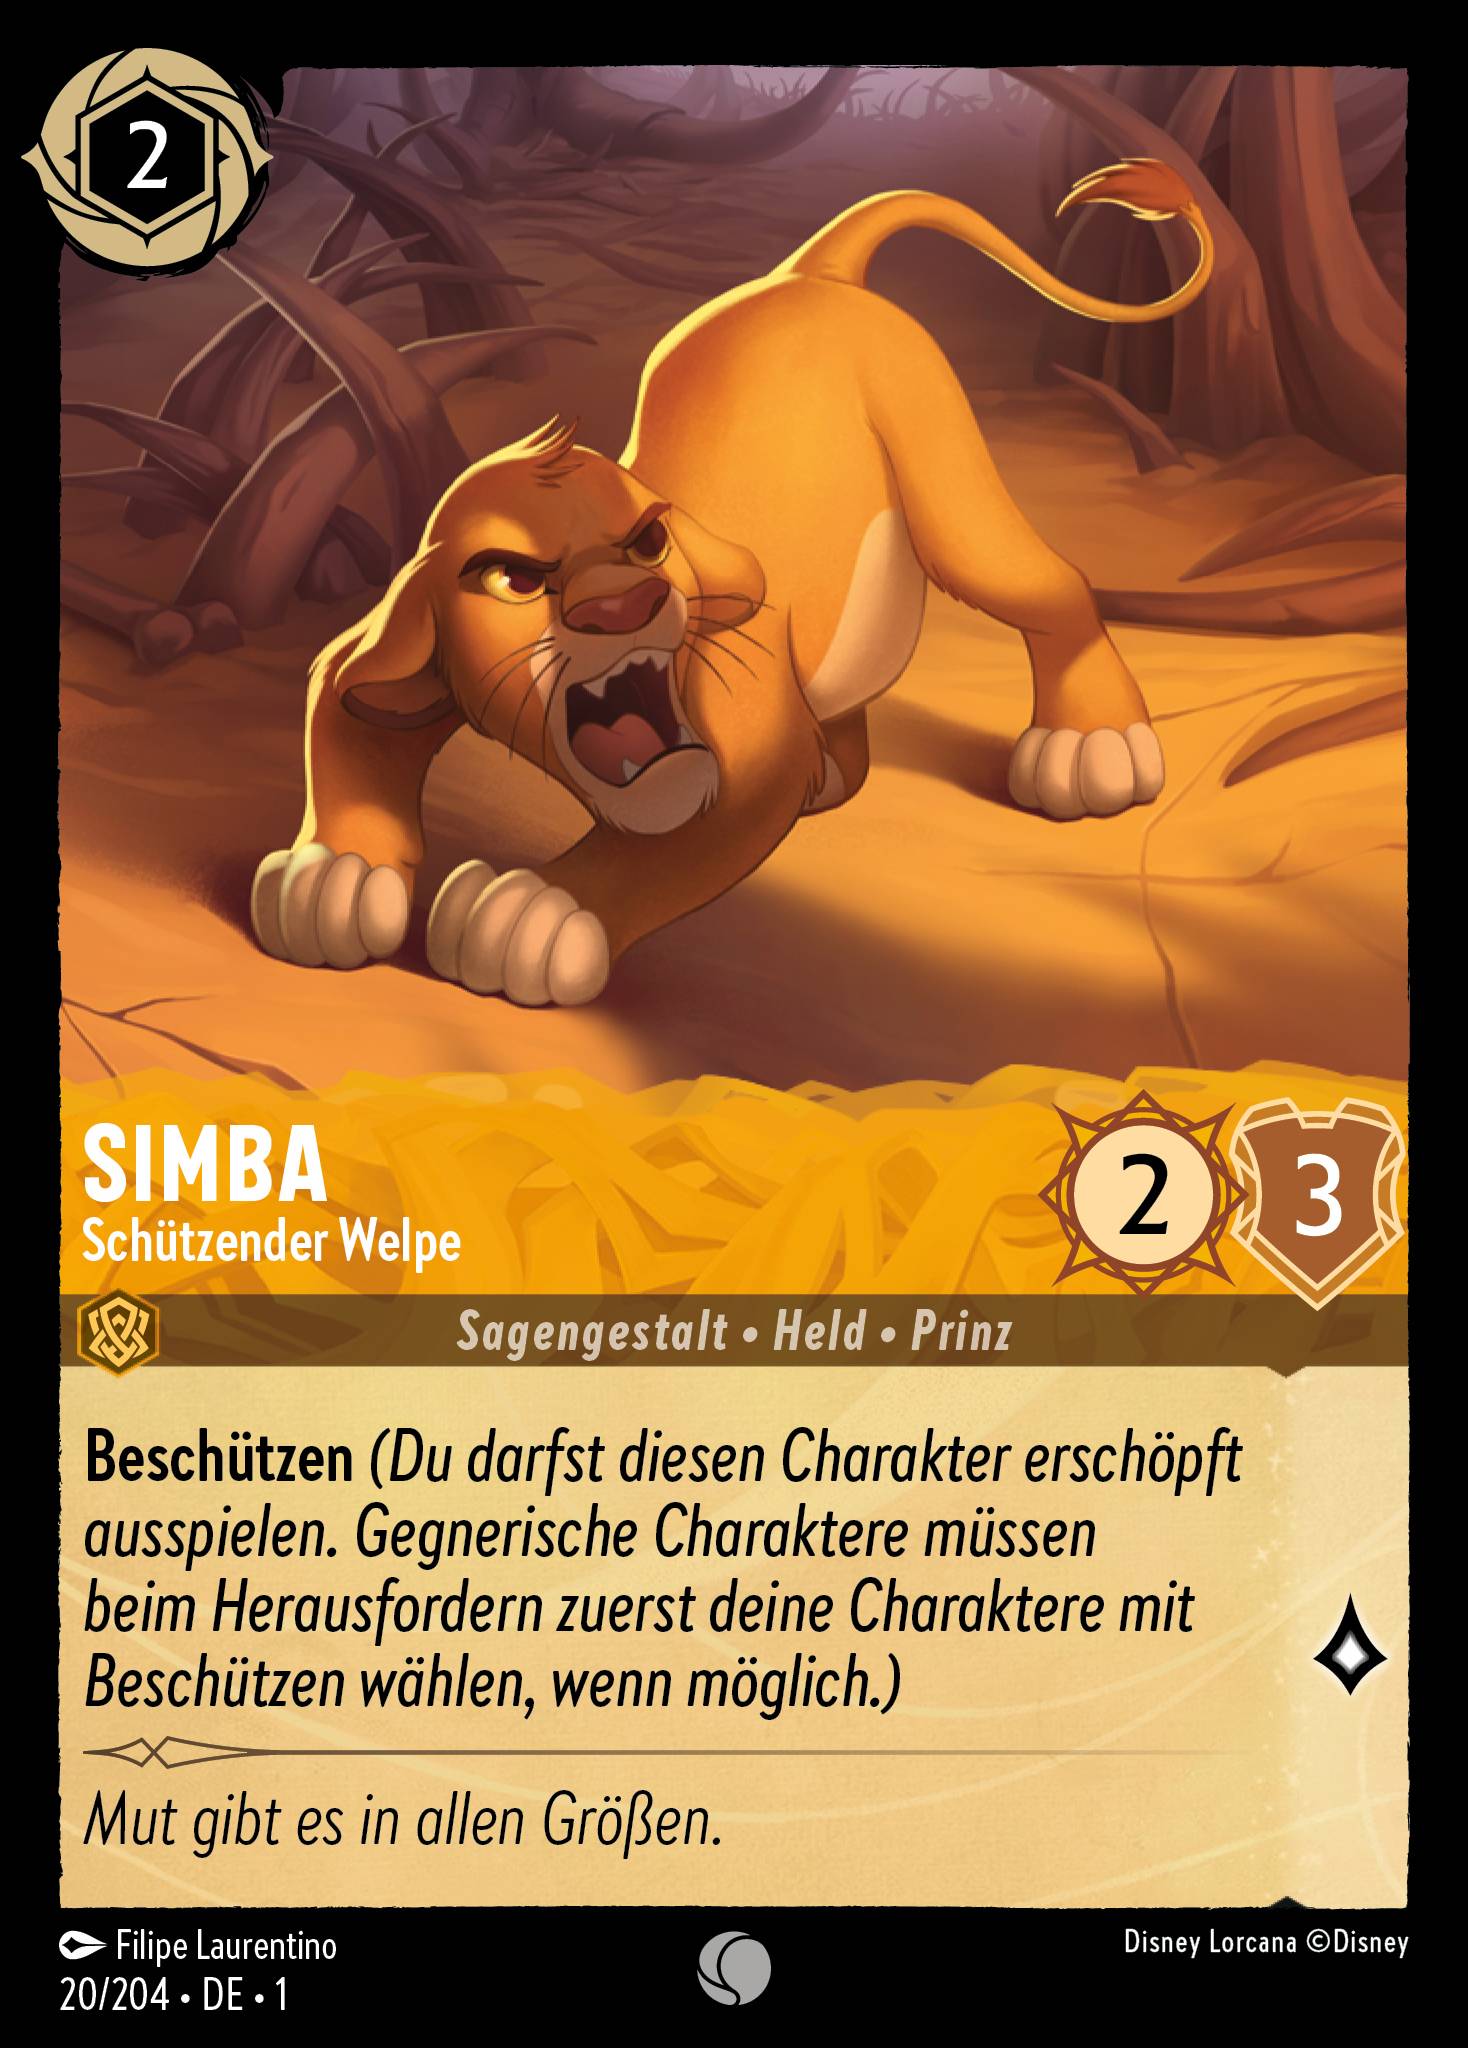 2
SIMBA
Schützender Welpe
2
3
Sagengestalt • Held • Prinz
Beschützen (Du darfst diesen Charakter erschöpft
ausspielen. Gegnerische Charaktere müssen
beim Herausfordern zuerst deine Charaktere mit
Beschützen wählen, wenn möglich.)
Mut gibt es in allen Größen.
Filipe Laurentino
20/204 • DE • 1
Disney Lorcana ©Disney